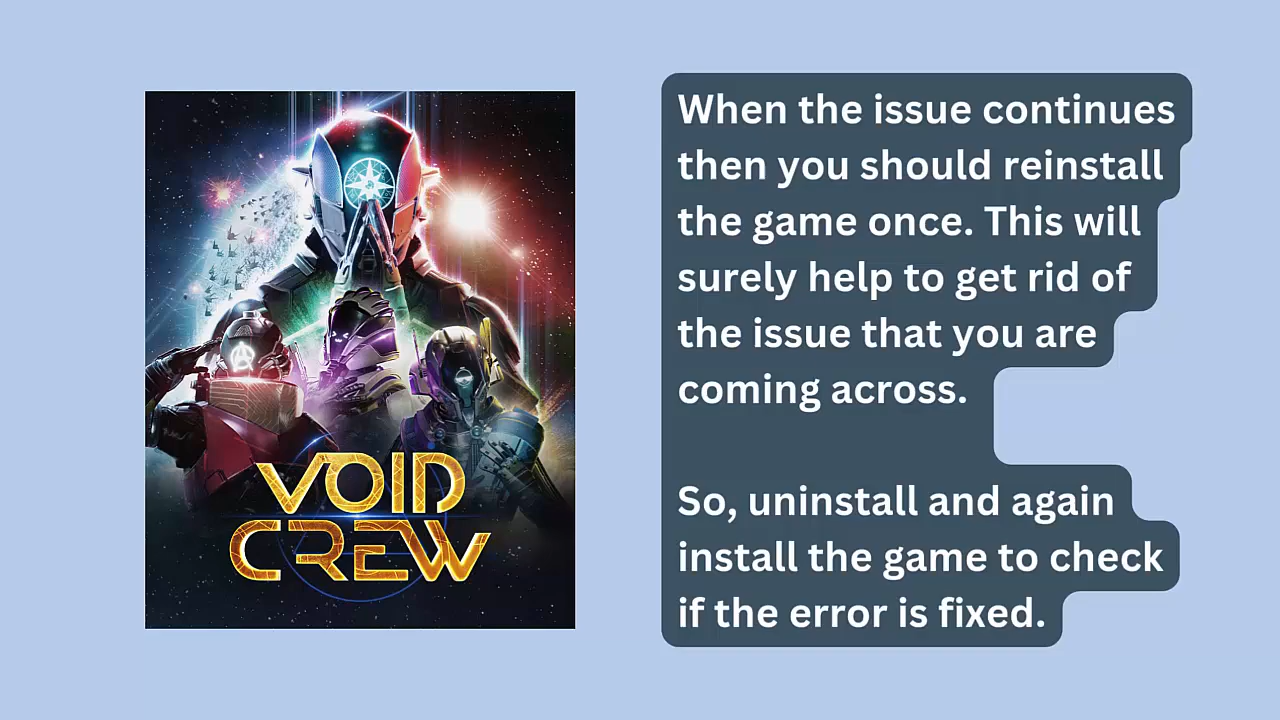 VOID
CREW
When the issue continues
then you should reinstall
the game once. This will
surely help to get rid of
the issue that you are
coming across.
So, uninstall and again
install the game to check
if the error is fixed.